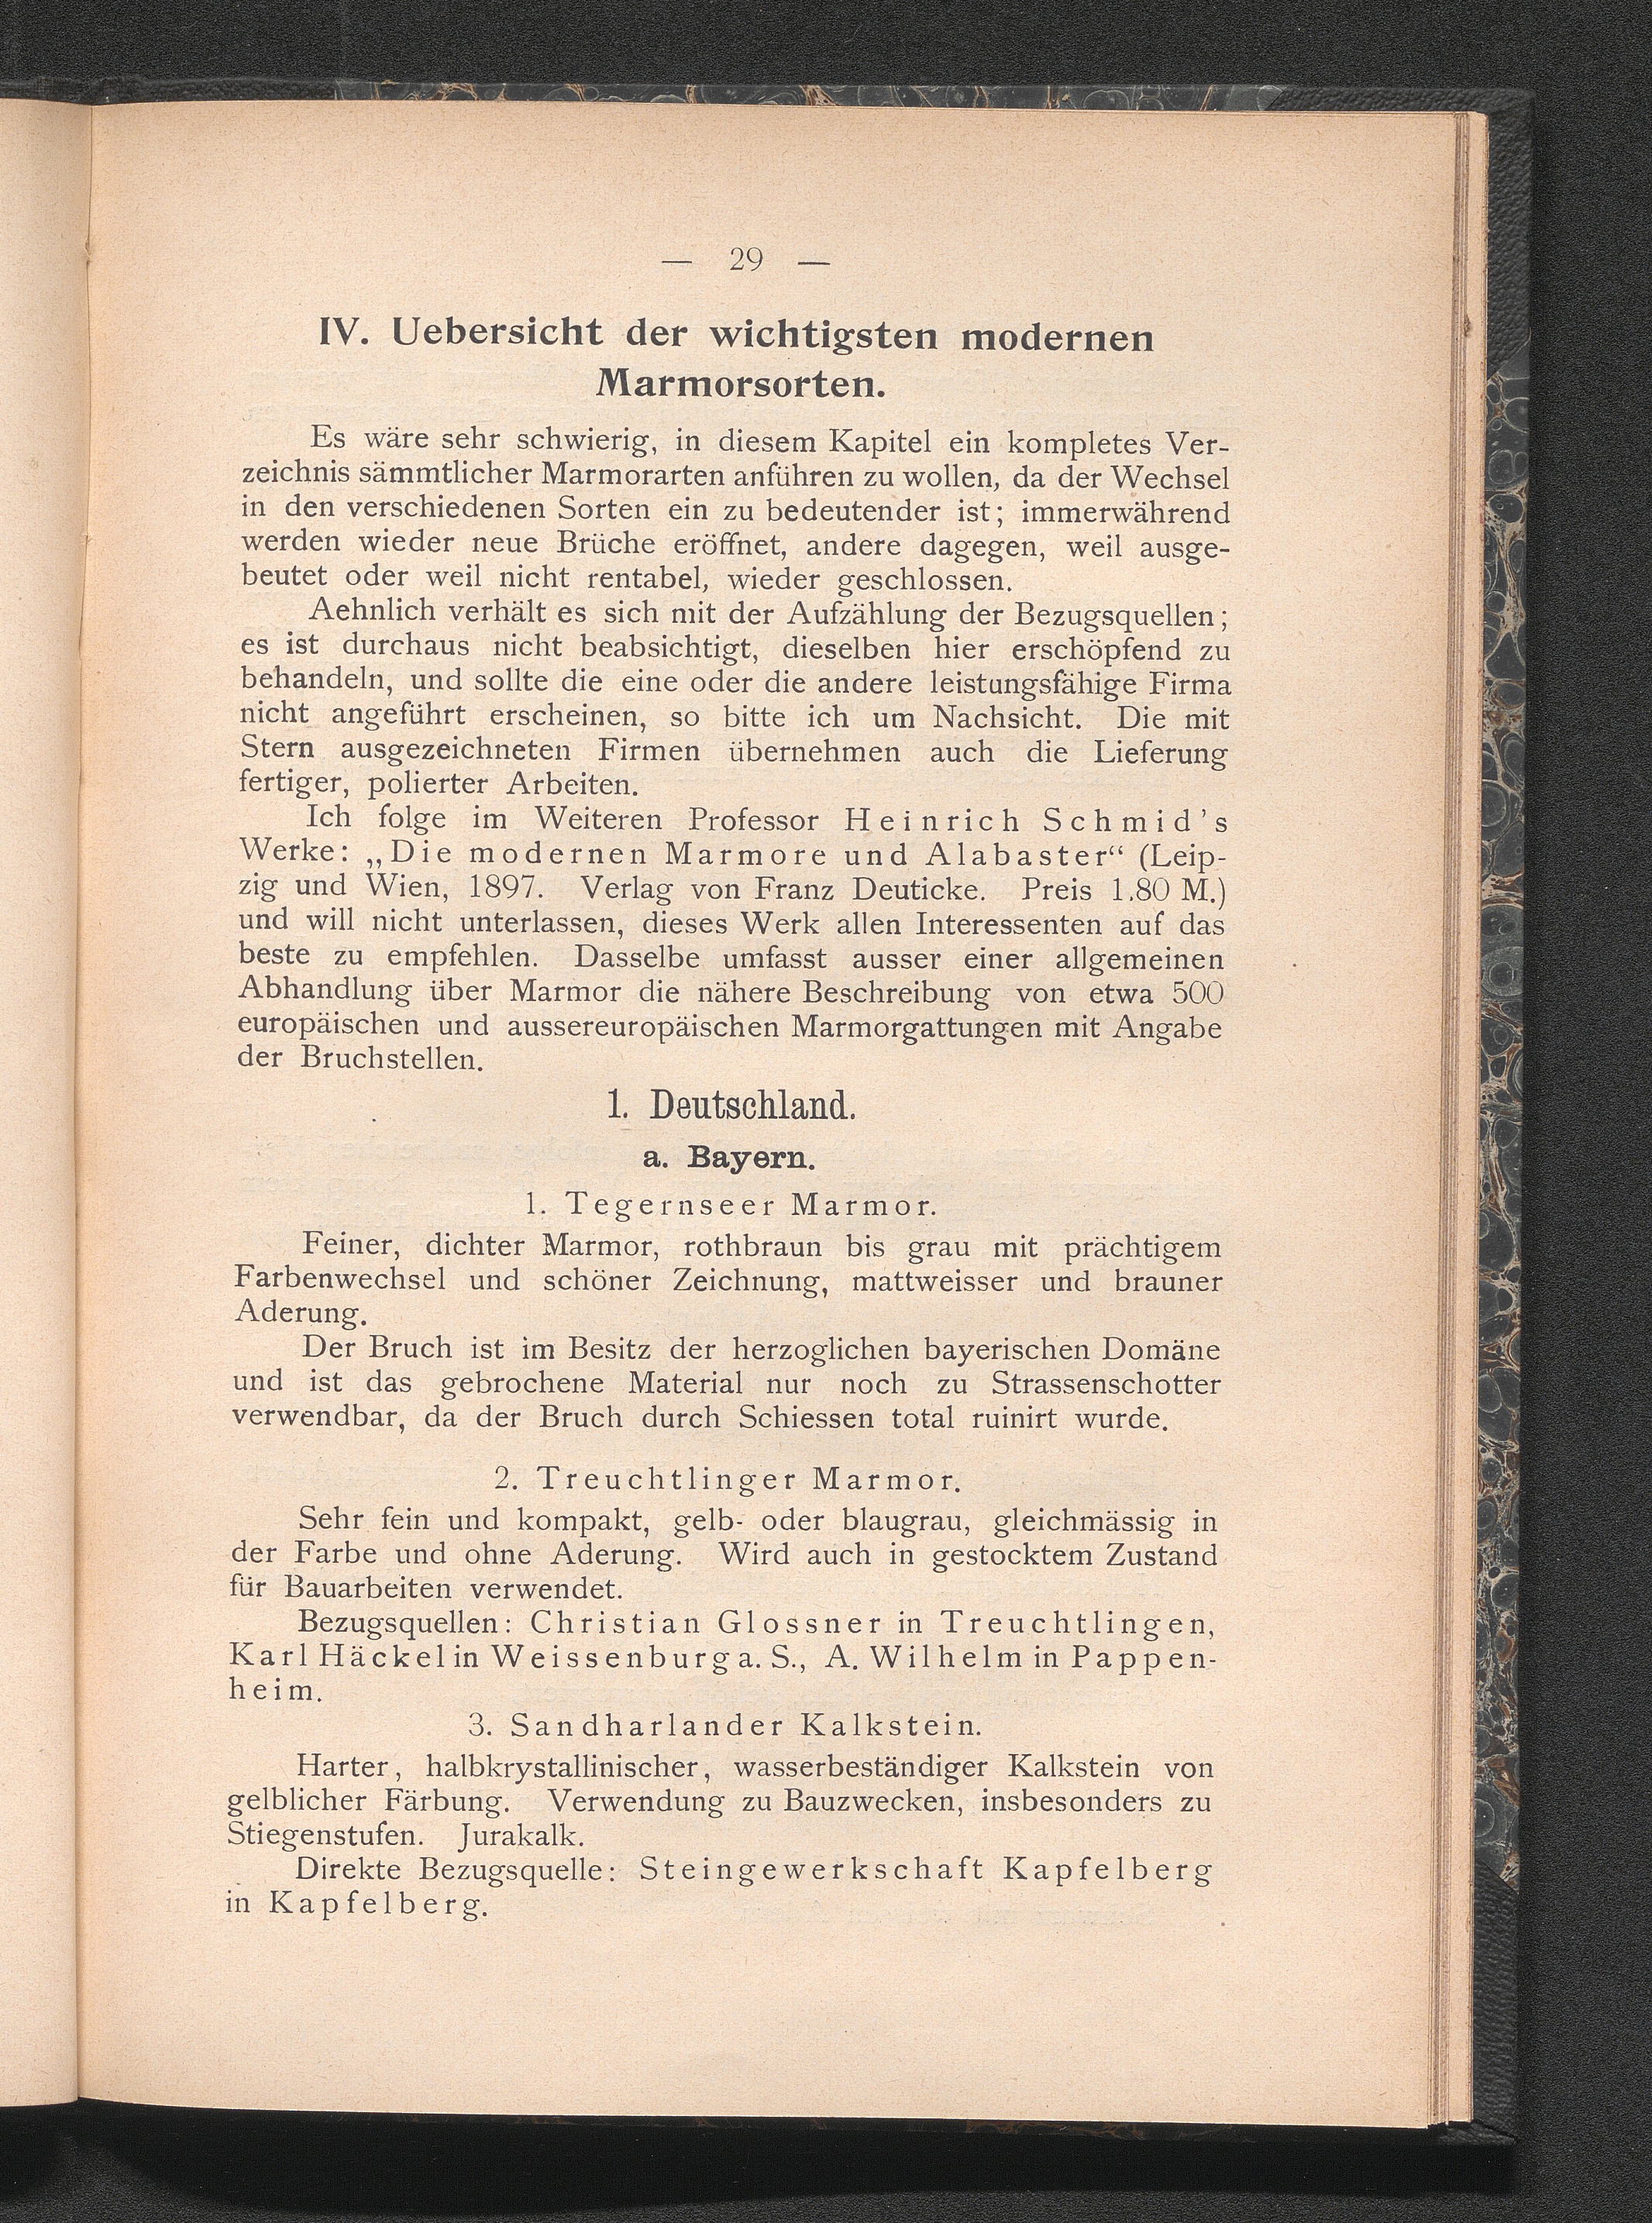 — 29 —
IV. Uebersicht der wichtigsten modernen
Marmorsorten.
Es wäre sehr schwierig, in diesem Kapitel ein kompletes Ver-
zeichnis sämmtlicher Marmorarten anführen zu wollen, da der Wechsel
in den verschiedenen Sorten ein zu bedeutender ist; immerwährend
werden wieder neue Brüche eröffnet, andere dagegen, weil ausge-
beutet oder weil nicht rentabel, wieder geschlossen.
Aehnlich verhält es sich mit der Aufzählung der Bezugsquellen;
es ist durchaus nicht beabsichtigt, dieselben hier erschöpfend zu
behandeln, und sollte die eine oder die andere leistungsfähige Firma
nicht angeführt erscheinen, so bitte ich um Nachsicht. Die mit
Stern ausgezeichneten Firmen übernehmen auch die Lieferung
fertiger, polierter Arbeiten.
Ich folge im Weiteren Professor Heinrich Schmid's
Werke: „Die modernen Marmore und Alabaster“ (Leip-
zig und Wien, 1897. Verlag von Franz Deuticke. Preis 1.80 M.)
und will nicht unterlassen, dieses Werk allen Interessenten auf das
beste zu empfehlen. Dasselbe umfasst ausser einer allgemeinen
Abhandlung über Marmor die nähere Beschreibung von etwa 500
europäischen und aussereuropäischen Marmorgattungen mit Angabe
der Bruchstellen.
1. Deutschland.
a. Bayern.
1. Tegernseer Marmor.
Feiner, dichter Marmor, rothbraun bis grau mit prächtigem
Farbenwechsel und schöner Zeichnung, mattweisser und brauner
Aderung.
Der Bruch ist im Besitz der herzoglichen bayerischen Domäne
und ist das gebrochene Material nur noch zu Strassenschotter
verwendbar, da der Bruch durch Schiessen total ruinirt wurde.
2. Treuchtlinger Marmor.
Sehr fein und kompakt, gelb- oder blaugrau, gleichmässig in
der Farbe und ohne Aderung. Wird auch in gestocktem Zustand
für Bauarbeiten verwendet.
Bezugsquellen: Christian Glossner in Treuchtlingen,
Karl Häckel in Weissenburg a. S., A. Wilhelm in Pappen-
heim.
3. Sandharlander Kalkstein.
Harter, halbkrystallinischer, wasserbeständiger Kalkstein von
gelblicher Färbung. Verwendung zu Bauzwecken, insbesonders zu
Stiegenstufen. Jurakalk.
Direkte Bezugsquelle: Steingewerkschaft Kapfelberg
in Kapfelberg.